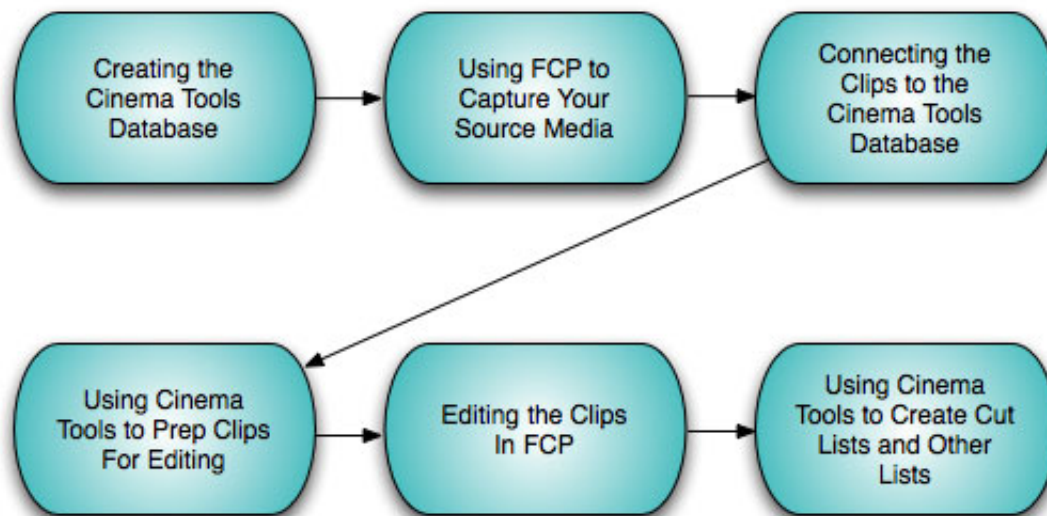 Creating the
Cinema Tools
Database
Using FCP to
Capture Your
Source Media
Connecting the
Clips to the
Cinema Tools
Database
Using Cinema
Tools to Prep Clips
For Editing
Editing the Clips
In FCP
Using Cinema
Tools to Create Cut
Lists and Other
Lists